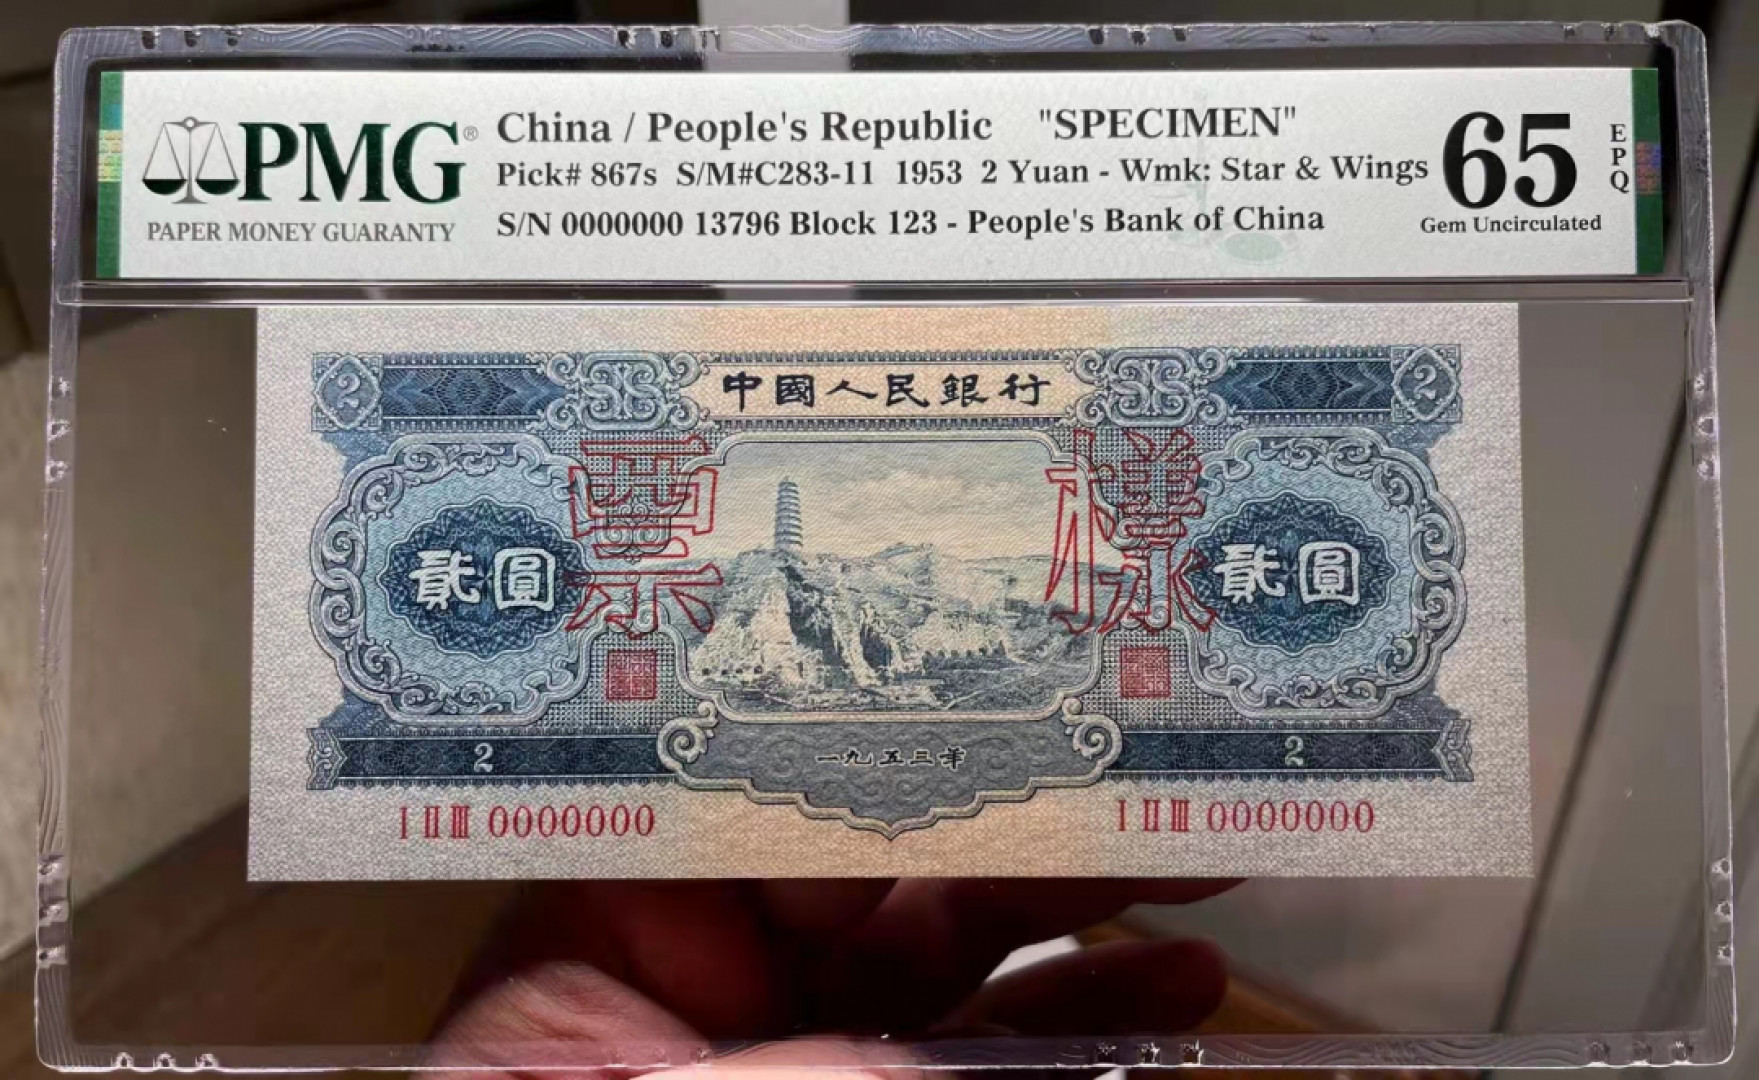 PMG®
PAPER MONEY GUARANTY
China / People's Republic "SPECIMEN"
Pick# 867s S/M#C283-11 1953 2 Yuan - Wmk: Star & Wings
S/N 0000000 13796 Block 123 - People's Bank of China
65
EPQ
Gem Uncirculated
2 中國人民銀行 2
票 樣
貳圓 貳圓
2 一九五三年 2
I II III 0000000 I II III 0000000